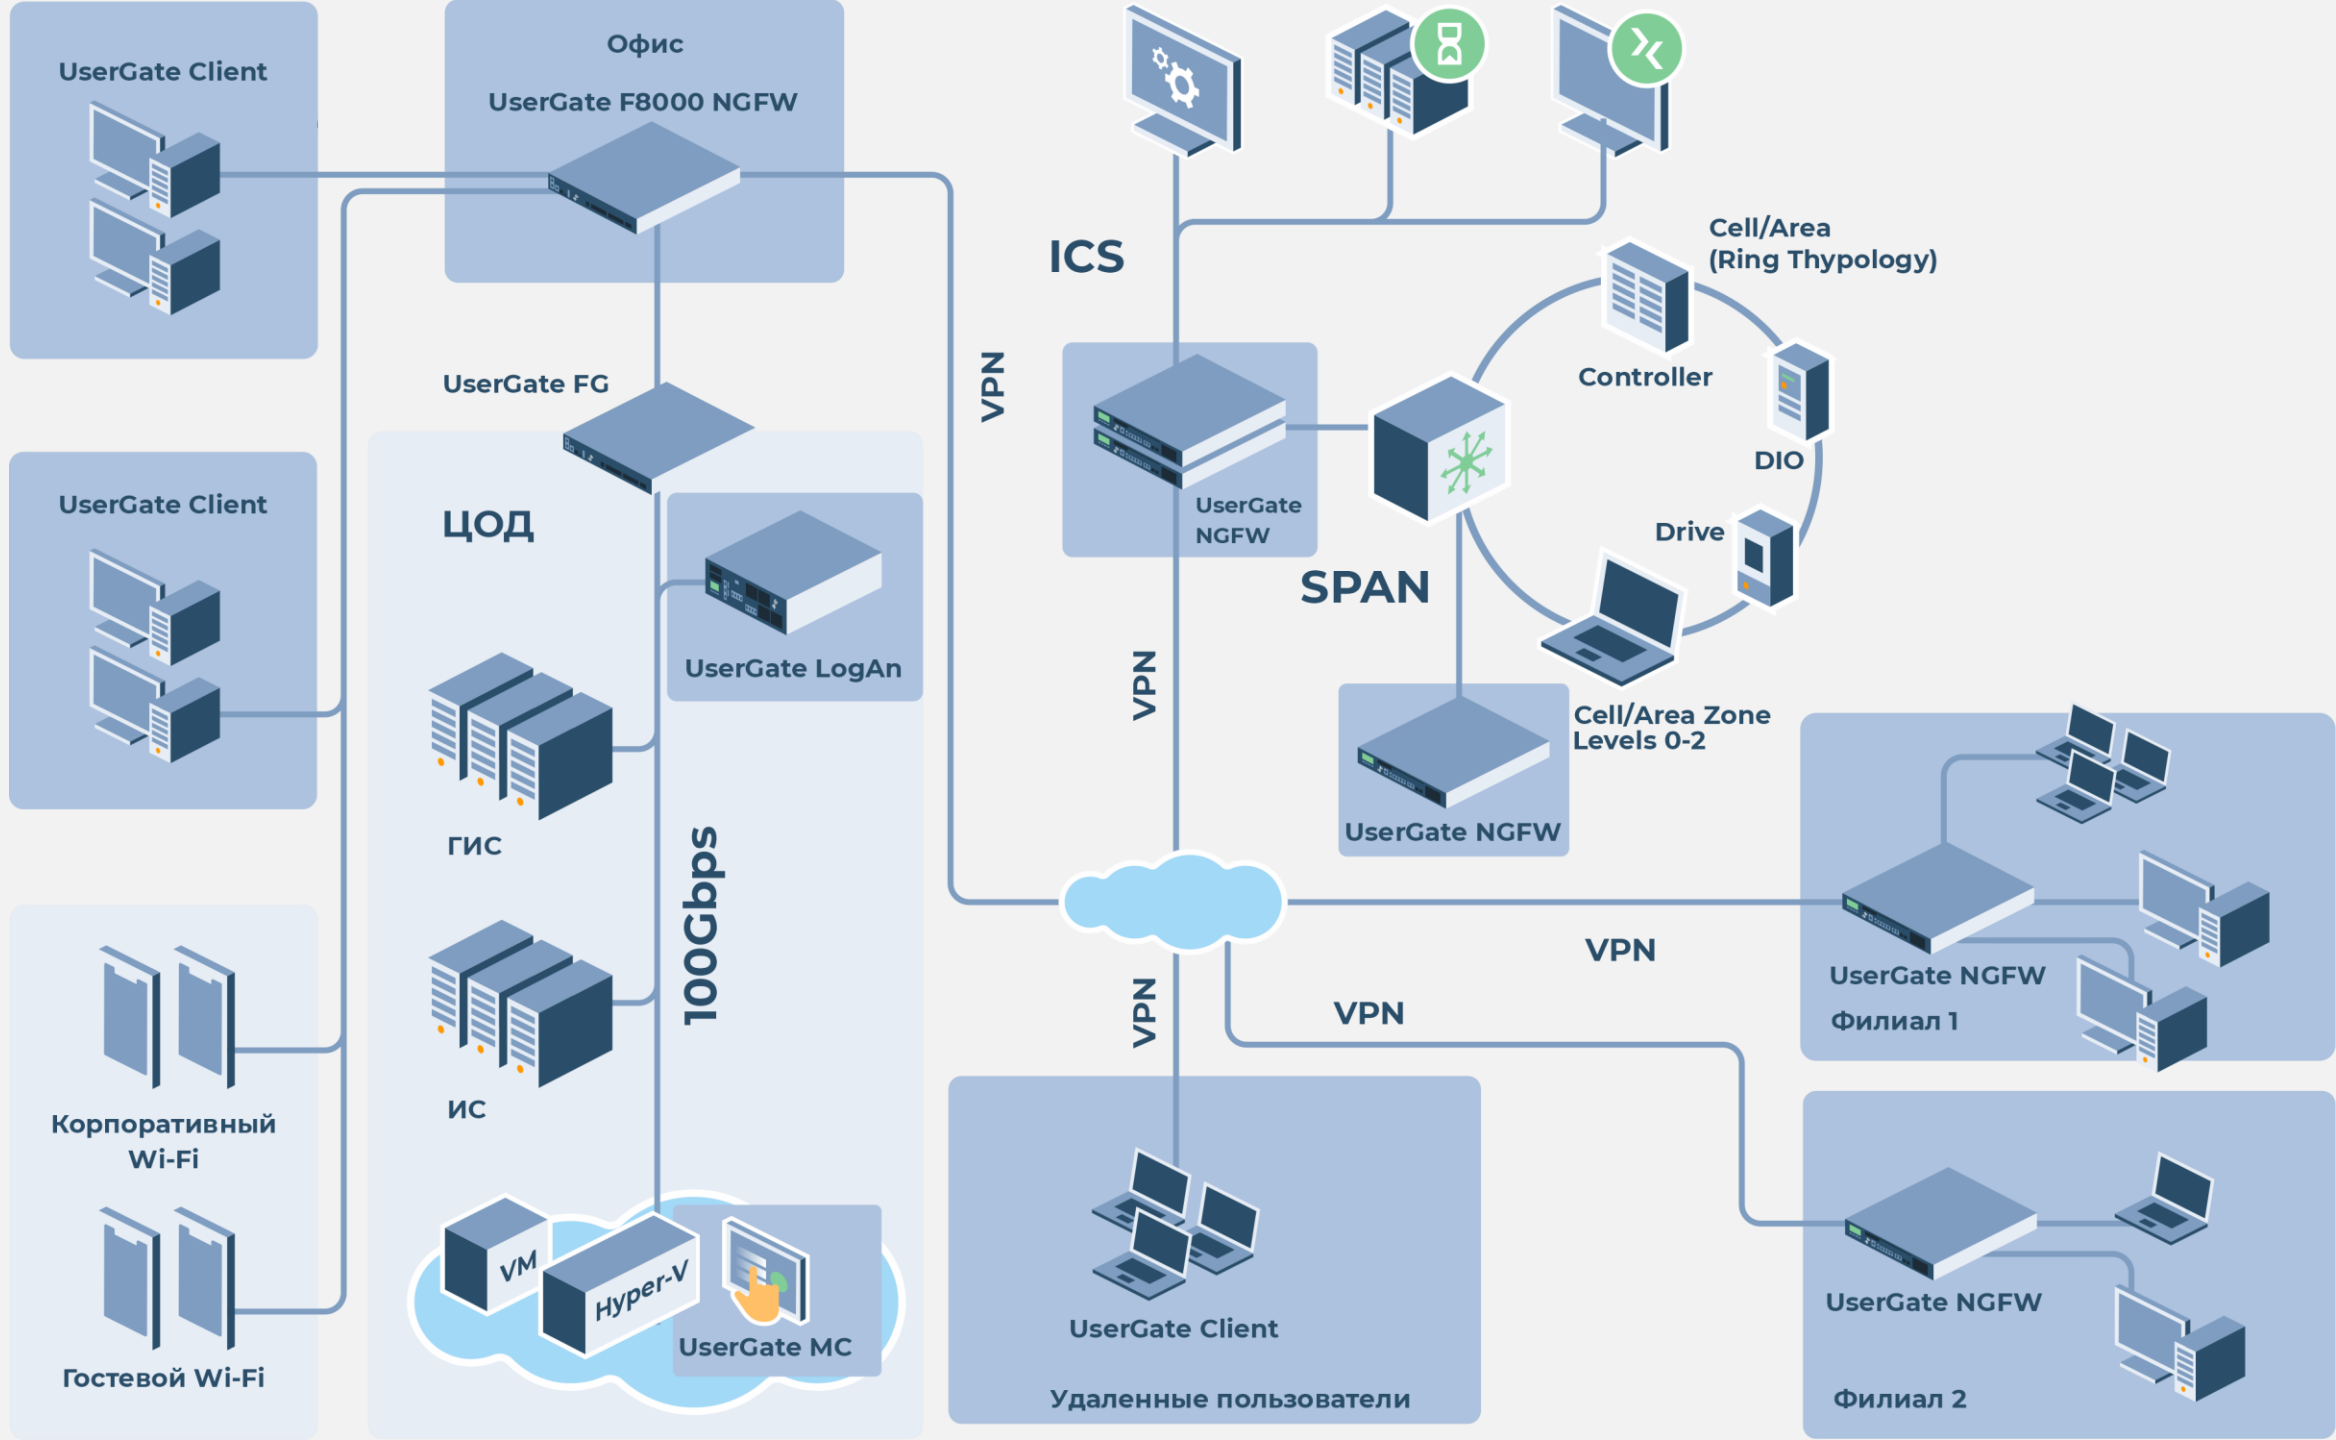 UserGate Client
Офис
UserGate F8000 NGFW
ICS
Cell/Area
(Ring Thypology)
Controller
DIO
Drive
VPN
UserGate FG
UserGate
NGFW
UserGate Client
ЦОД
SPAN
UserGate LogAn
VPN
Cell/Area Zone
Levels 0-2
UserGate NGFW
ГИС
100Gbps
VPN
UserGate NGFW
Филиал 1
VPN
VPN
ИС
Корпоративный
Wi-Fi
VM
Hyper-V
UserGate MC
UserGate Client
Удаленные пользователи
UserGate NGFW
Филиал 2
Гостевой Wi-Fi